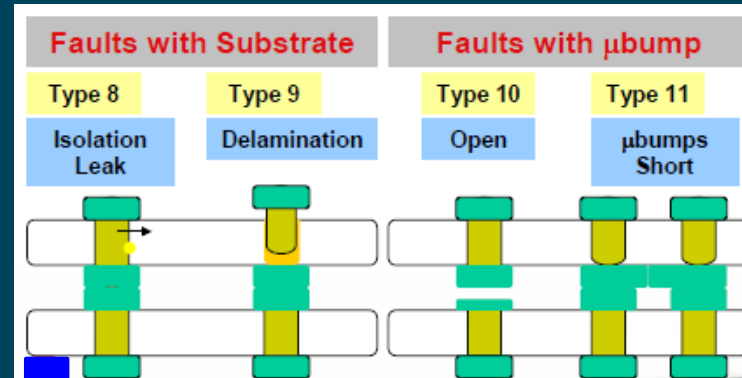 Faults with Substrate
Faults with μbump
Type 8
Type 9
Type 10
Type 11
Isolation
Leak
Delamination
Open
μbumps
Short